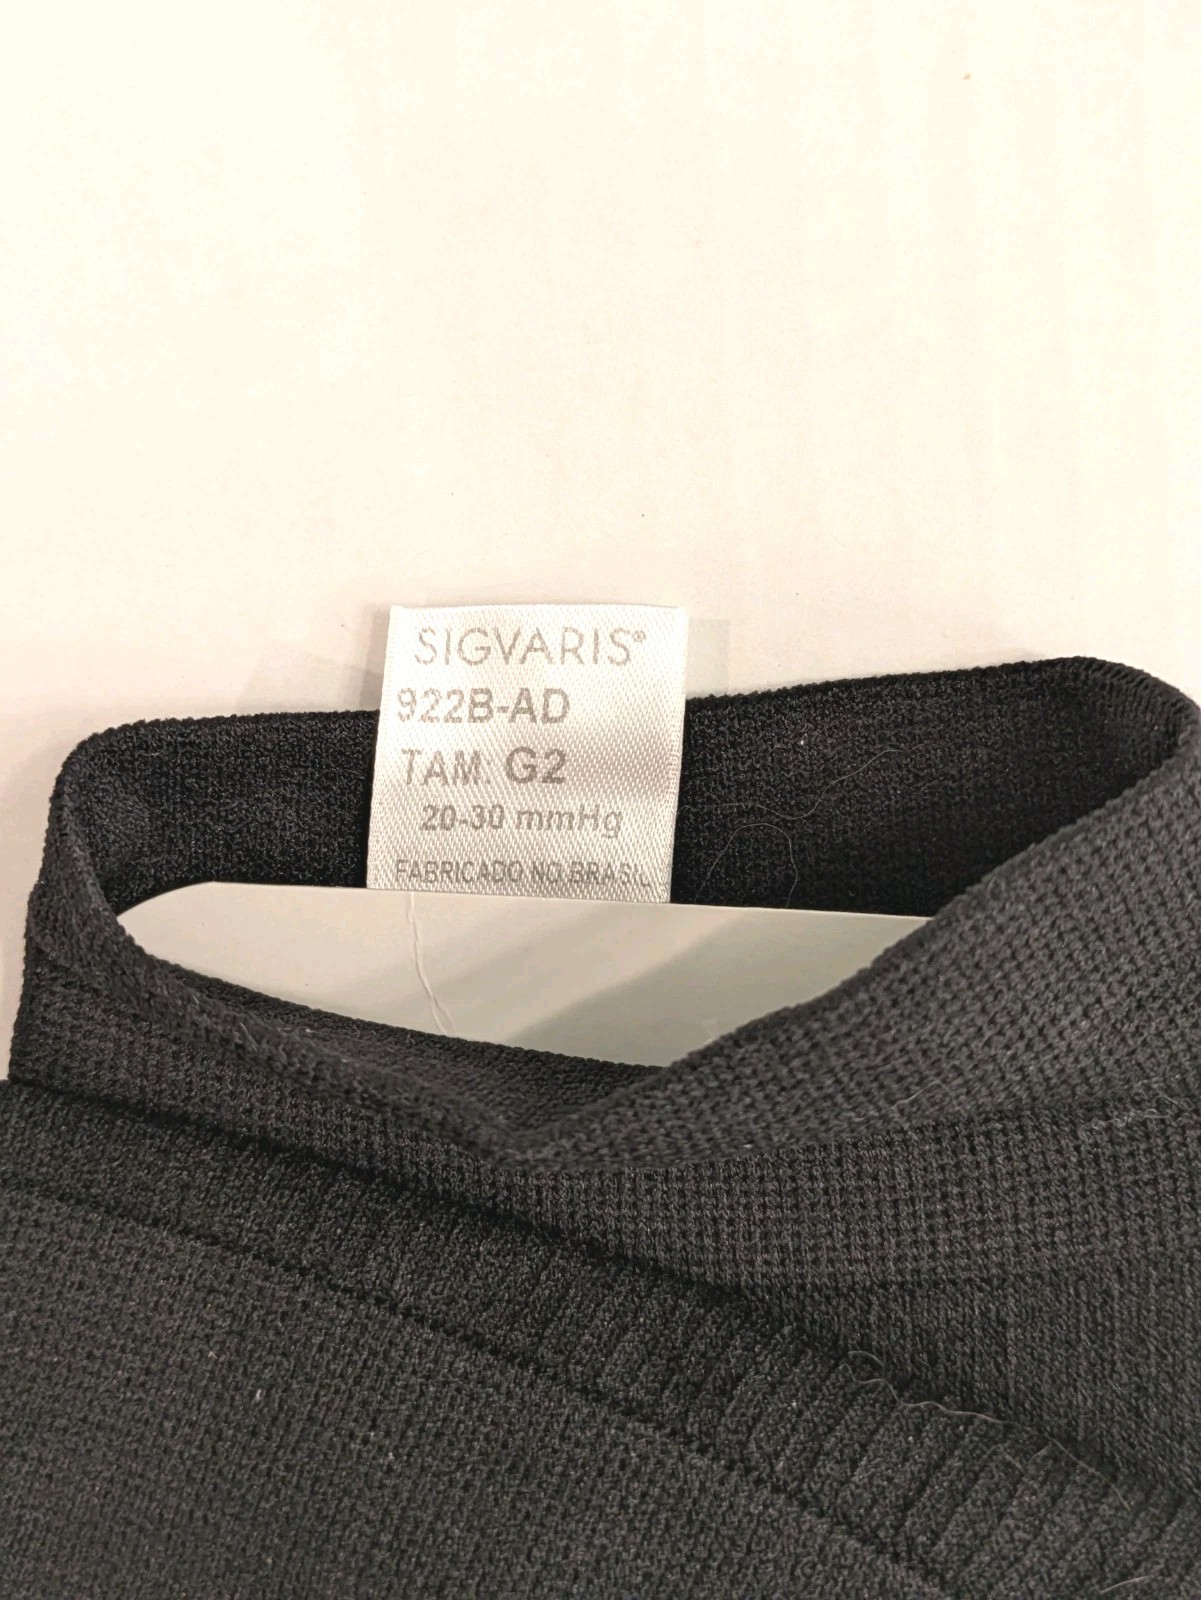 SIGVARIS®
922B-AD
TAM: G2
20-30 mmHg
FABRICADO NO BRASIL